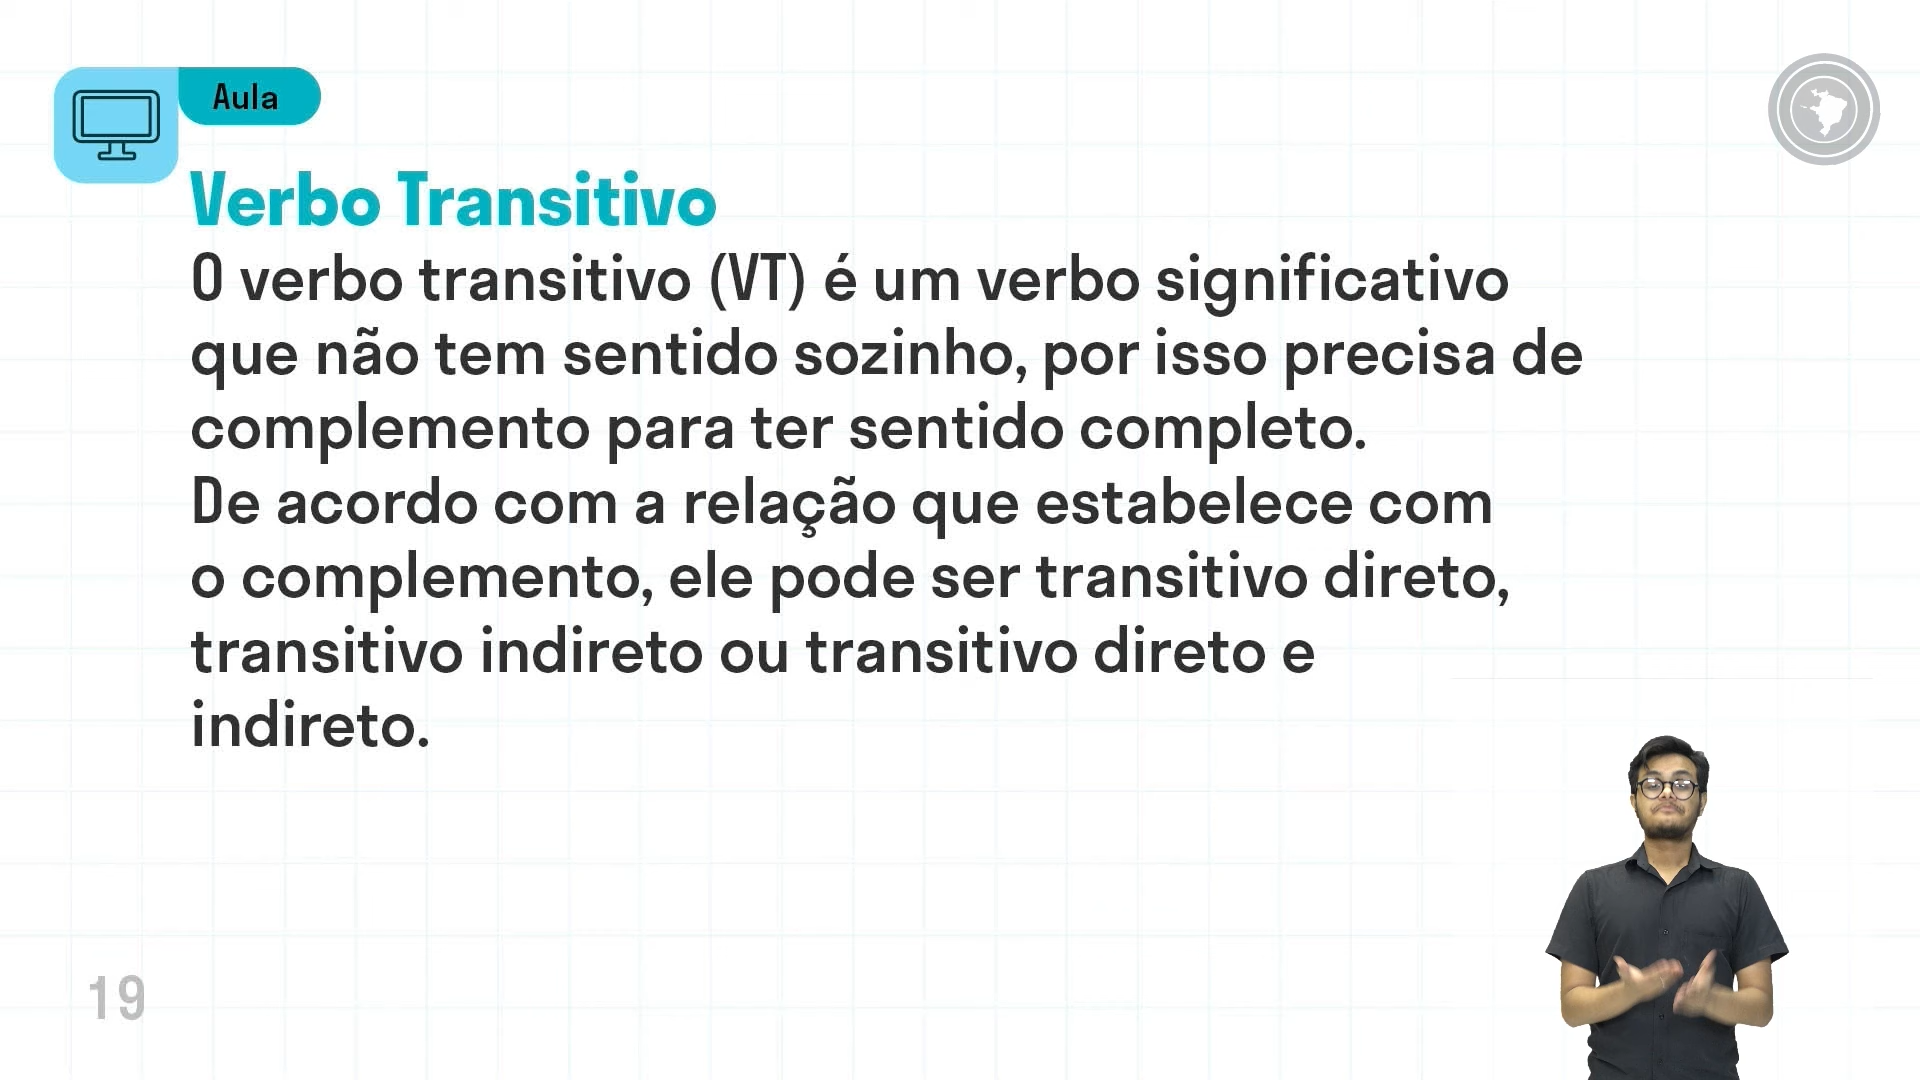 Aula
Verbo Transitivo
O verbo transitivo (VT) é um verbo significativo
que não tem sentido sozinho, por isso precisa de
complemento para ter sentido completo.
De acordo com a relação que estabelece com
o complemento, ele pode ser transitivo direto,
transitivo indireto ou transitivo direto e
indireto.
19